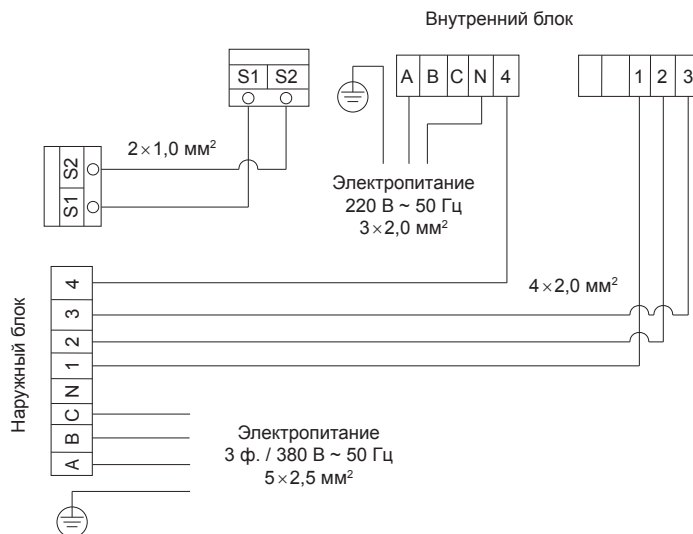 Внутренний блок
S1 S2
A B C N 4
1 2 3
2×1,0 мм²
S2
S1
Электропитание
220 В ~ 50 Гц
3×2,0 мм²
4×2,0 мм²
Наружный блок
4
3
2
1
N
C
B
A
Электропитание
3 ф. / 380 В ~ 50 Гц
5×2,5 мм²